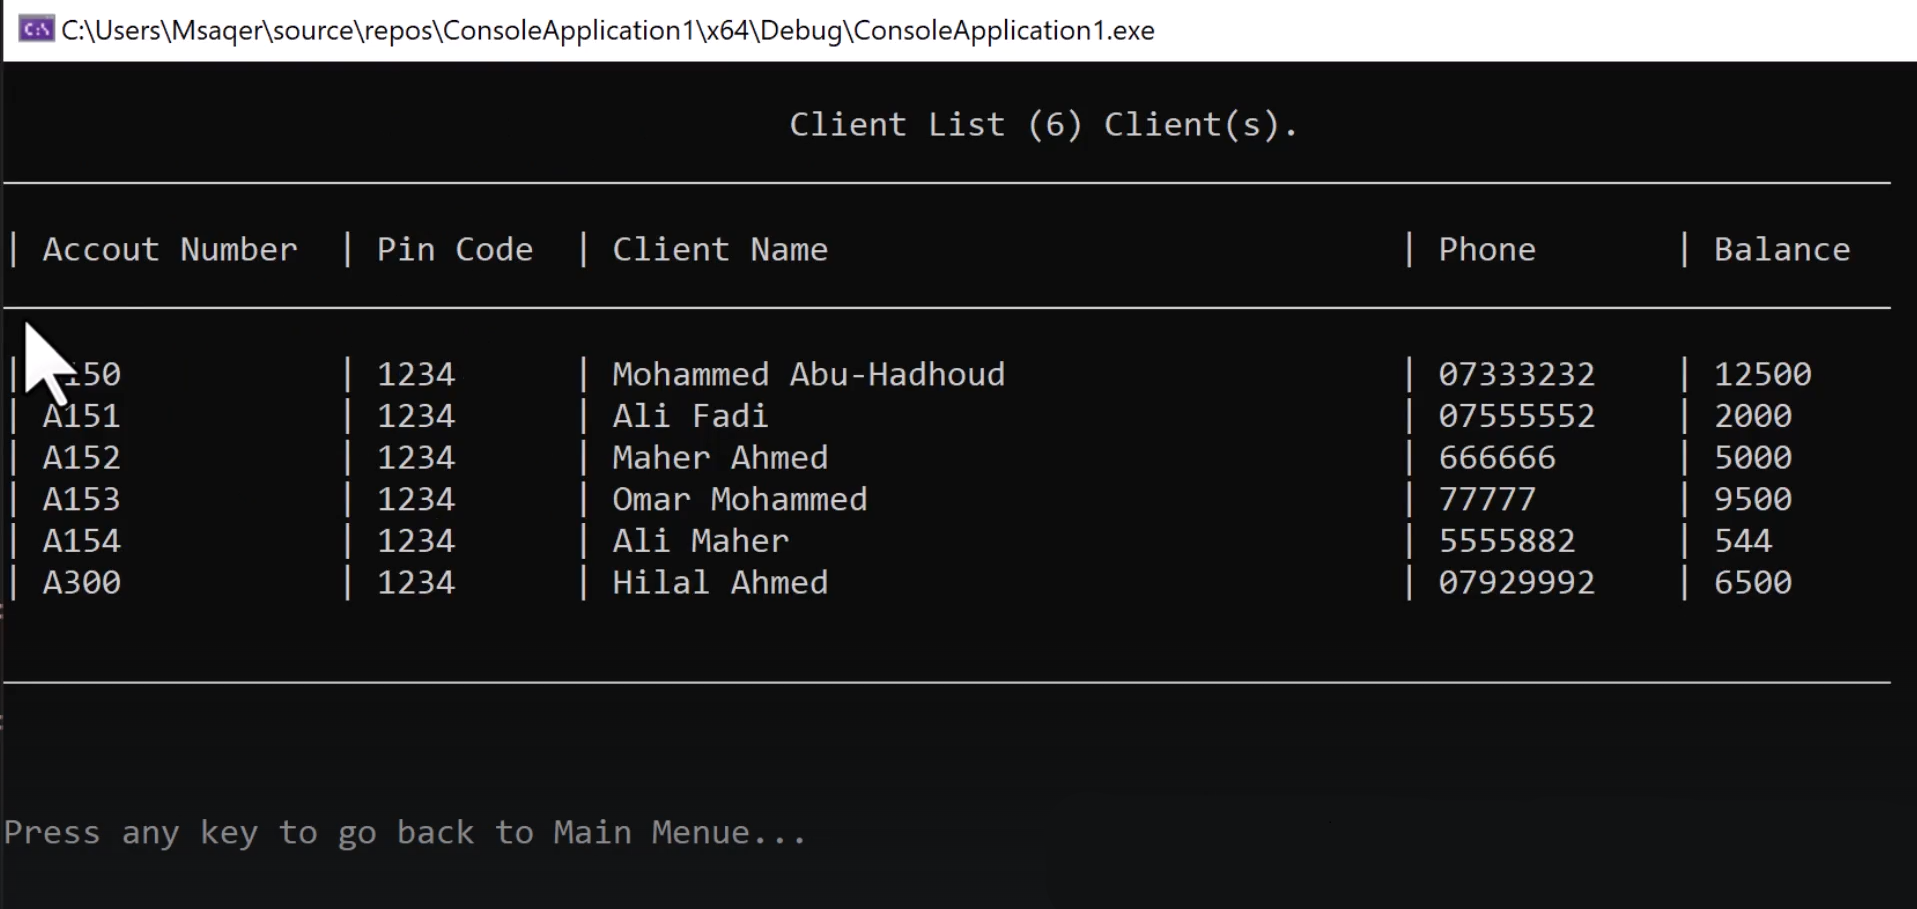 C:\Users\Msaqer\source\repos\ConsoleApplication1\x64\Debug\ConsoleApplication1.exe
Client List (6) Client(s).
| Accout Number | Pin Code | Client Name | Phone | Balance
| 150 | 1234 | Mohammed Abu-Hadhoud | 07333232 | 12500
| A151 | 1234 | Ali Fadi | 07555552 | 2000
| A152 | 1234 | Maher Ahmed | 666666 | 5000
| A153 | 1234 | Omar Mohammed | 77777 | 9500
| A154 | 1234 | Ali Maher | 5555882 | 544
| A300 | 1234 | Hilal Ahmed | 07929992 | 6500
Press any key to go back to Main Menue...